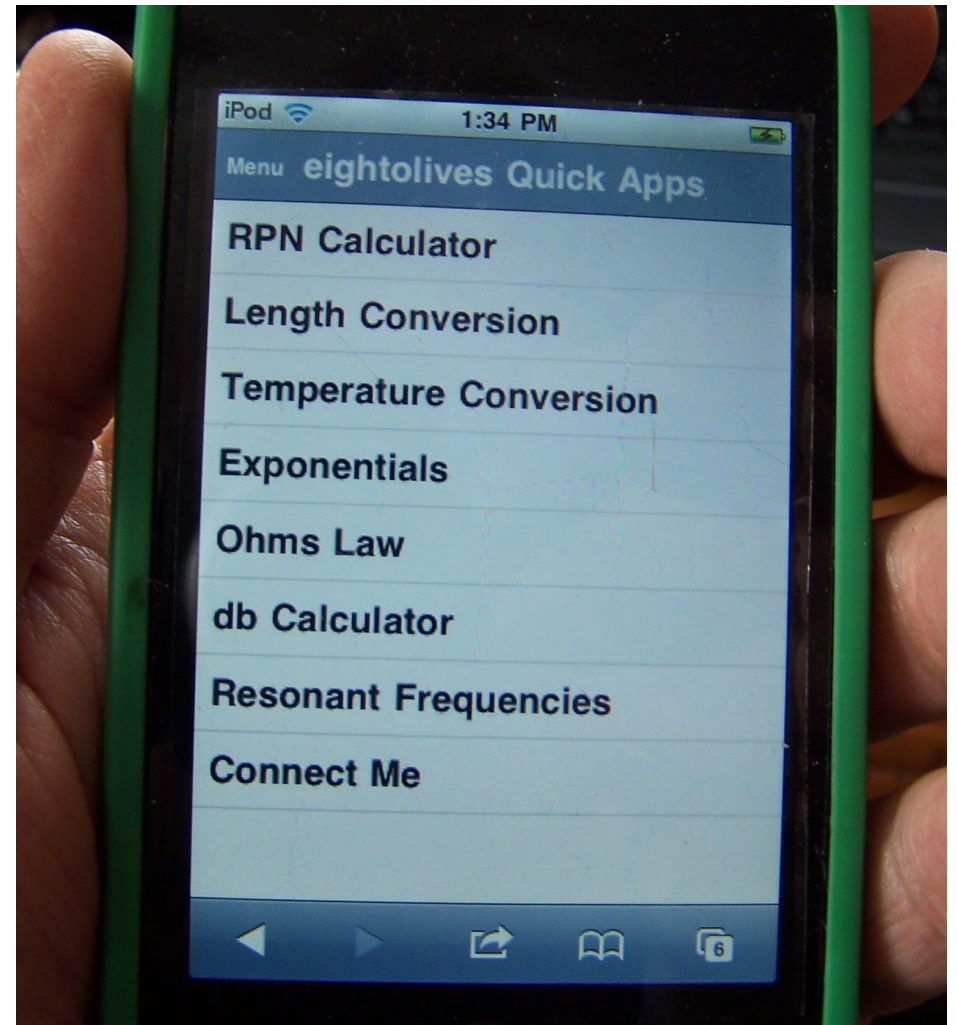 iPod 1:34 PM
Menu eightolives Quick Apps
RPN Calculator
Length Conversion
Temperature Conversion
Exponentials
Ohms Law
db Calculator
Resonant Frequencies
Connect Me
6